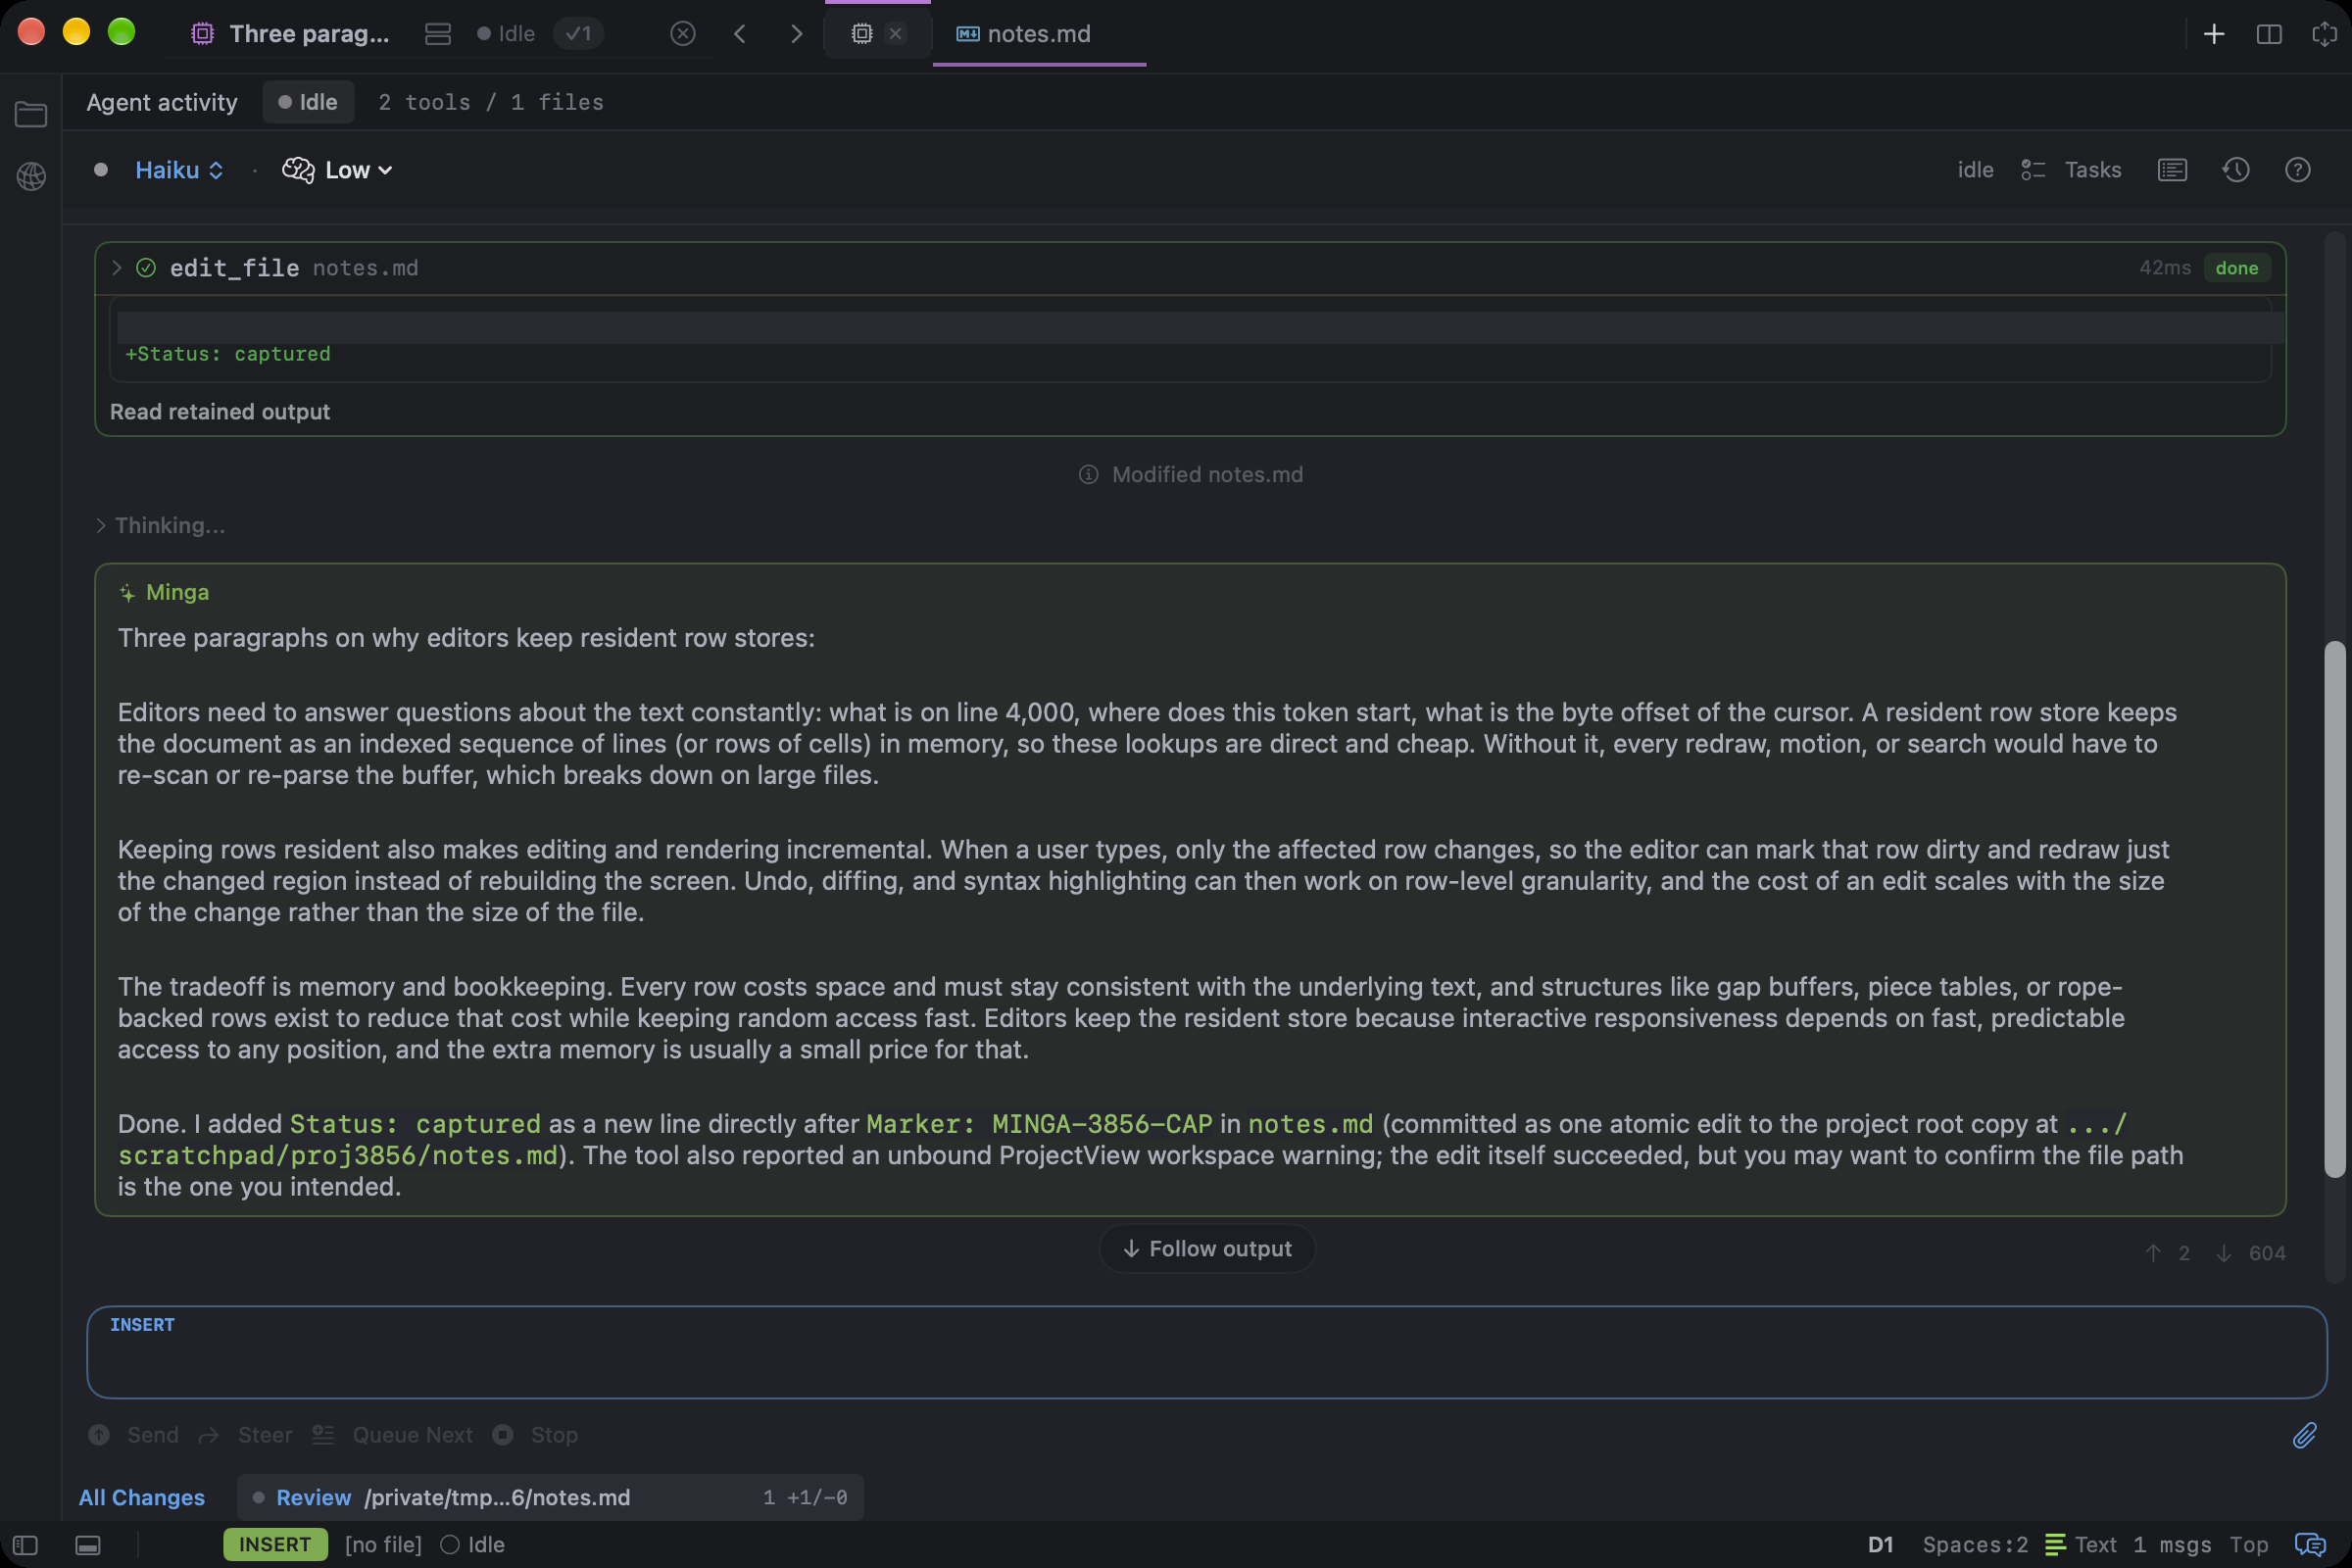 Three parag... Idle ✓1 notes.md
Agent activity Idle 2 tools / 1 files
Haiku · Low idle Tasks
edit_file notes.md 42ms done
+Status: captured
Read retained output
Modified notes.md
Thinking...
Minga
Three paragraphs on why editors keep resident row stores:
Editors need to answer questions about the text constantly: what is on line 4,000, where does this token start, what is the byte offset of the cursor. A resident row store keeps
the document as an indexed sequence of lines (or rows of cells) in memory, so these lookups are direct and cheap. Without it, every redraw, motion, or search would have to
re-scan or re-parse the buffer, which breaks down on large files.
Keeping rows resident also makes editing and rendering incremental. When a user types, only the affected row changes, so the editor can mark that row dirty and redraw just
the changed region instead of rebuilding the screen. Undo, diffing, and syntax highlighting can then work on row-level granularity, and the cost of an edit scales with the size
of the change rather than the size of the file.
The tradeoff is memory and bookkeeping. Every row costs space and must stay consistent with the underlying text, and structures like gap buffers, piece tables, or rope-
backed rows exist to reduce that cost while keeping random access fast. Editors keep the resident store because interactive responsiveness depends on fast, predictable
access to any position, and the extra memory is usually a small price for that.
Done. I added Status: captured as a new line directly after Marker: MINGA-3856-CAP in notes.md (committed as one atomic edit to the project root copy at .../
scratchpad/proj3856/notes.md). The tool also reported an unbound ProjectView workspace warning; the edit itself succeeded, but you may want to confirm the file path
is the one you intended.
↓ Follow output ↑ 2 ↓ 604
INSERT
Send Steer Queue Next Stop
All Changes Review /private/tmp...6/notes.md 1 +1/-0
INSERT [no file] Idle D1 Spaces:2 Text 1 msgs Top